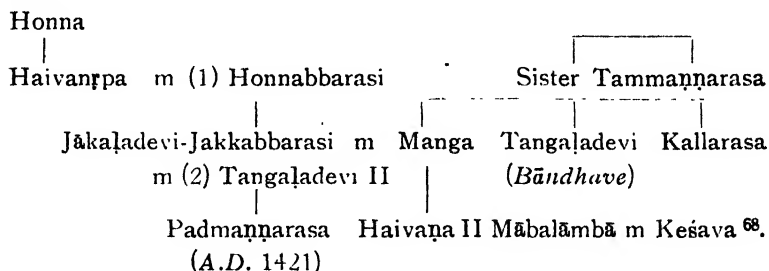 Honna
Haivanṛpa m (1) Honnabbarasi Sister Tammaṇṇarasa
Jākaḷadevi-Jakkabbarasi m Manga Tangaḷadevi Kallarasa
m (2) Tangaḷadevi II (Bāndhave)
Padmaṇṇarasa Haivaṇa II Mābalāmbā m Keśava 68.
(A.D. 1421)